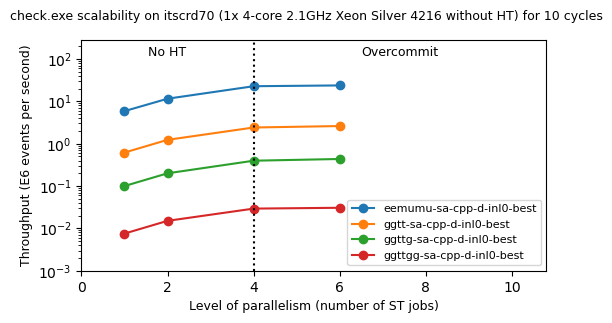 check.exe scalability on itscrd70 (1x 4-core 2.1GHz Xeon Silver 4216 without HT) for 10 cycles
No HT
Overcommit
Throughput (E6 events per second)
10²
10¹
10⁰
10⁻¹
10⁻²
10⁻³
eemumu-sa-cpp-d-inl0-best
ggtt-sa-cpp-d-inl0-best
ggttg-sa-cpp-d-inl0-best
ggttgg-sa-cpp-d-inl0-best
0 2 4 6 8 10
Level of parallelism (number of ST jobs)